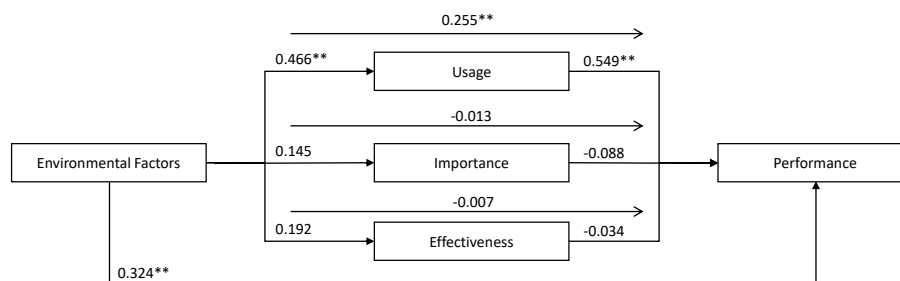 0.255**
0.466**
Usage
0.549**
-0.013
Environmental Factors
0.145
Importance
-0.088
Performance
-0.007
0.192
Effectiveness
-0.034
0.324**